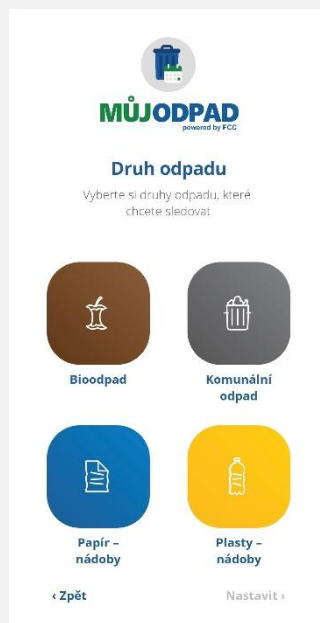 MŮJODPAD
powered by FCC
Druh odpadu
Vyberte si druhy odpadu, které
chcete sledovat
Bioodpad
Komunální
odpad
Papír –
nádoby
Plasty –
nádoby
‹ Zpět
Nastavit ›